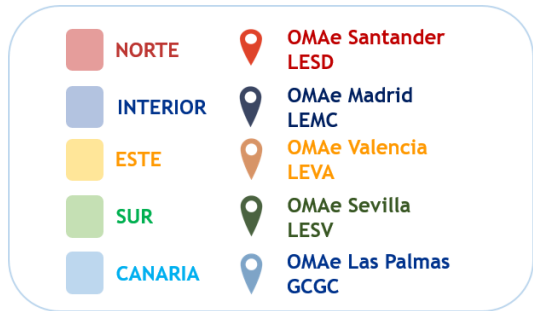 NORTE
OMAe Santander
LESD
INTERIOR
OMAe Madrid
LEMC
ESTE
OMAe Valencia
LEVA
SUR
OMAe Sevilla
LESV
CANARIA
OMAe Las Palmas
GCGC